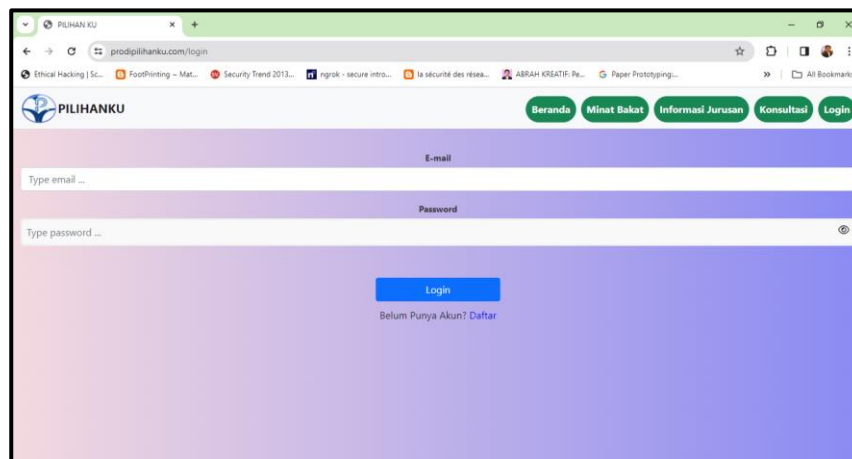 PILIHAN KU
prodipilihanku.com/login
Ethical Hacking | Sc... FootPrinting – Mat... Security Trend 2013... ngrok - secure intro... la sécurité des résea... ABRAH KREATIF: Pe... Paper Prototyping:... » All Bookmarks
PILIHANKU Beranda Minat Bakat Informasi Jurusan Konsultasi Login
E-mail
Type email ...
Password
Type password ...
Login
Belum Punya Akun? Daftar